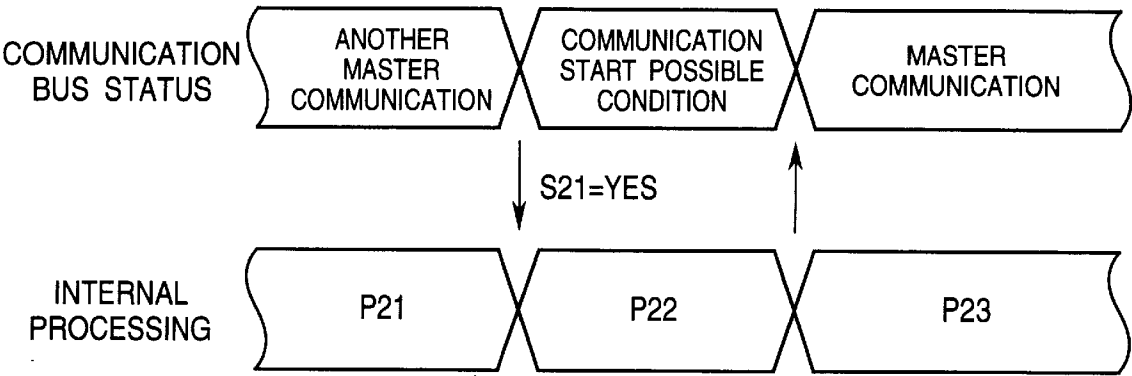 COMMUNICATION
BUS STATUS
ANOTHER
MASTER
COMMUNICATION
COMMUNICATION
START POSSIBLE
CONDITION
MASTER
COMMUNICATION
S21=YES
INTERNAL
PROCESSING
P21
P22
P23